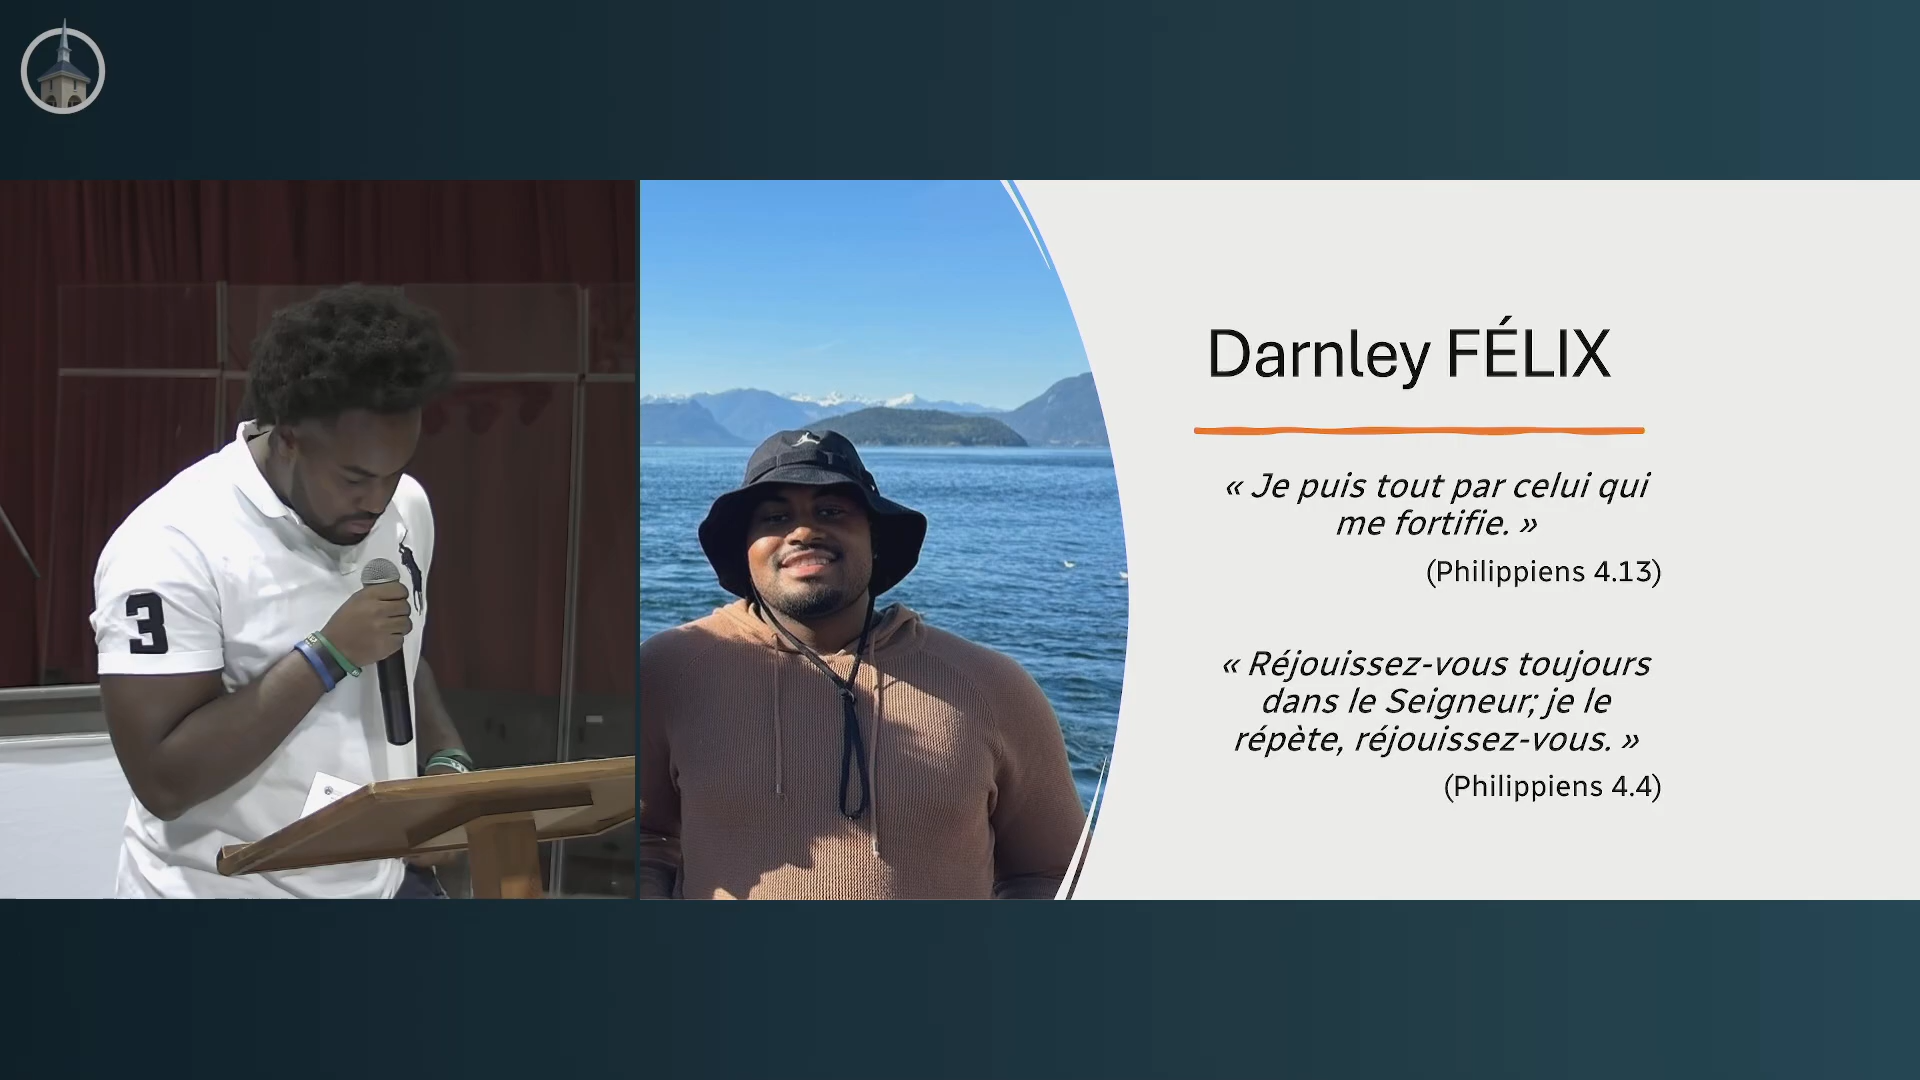 Darnley FÉLIX
« Je puis tout par celui qui
me fortifie. »
(Philippiens 4.13)
« Réjouissez-vous toujours
dans le Seigneur; je le
répète, réjouissez-vous. »
(Philippiens 4.4)
3